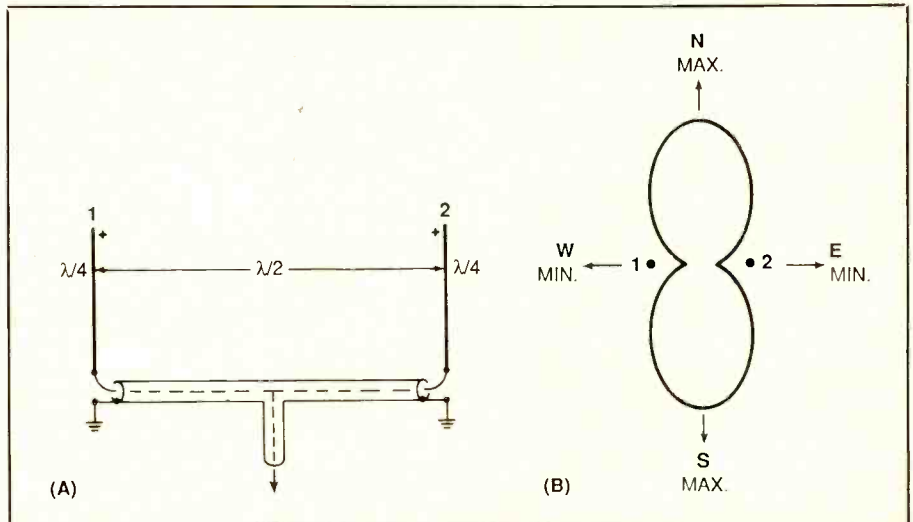 1
+
2
+
λ/4
λ/2
λ/4
(A)
N
MAX.
W
MIN.
1
2
E
MIN.
S
MAX.
(B)